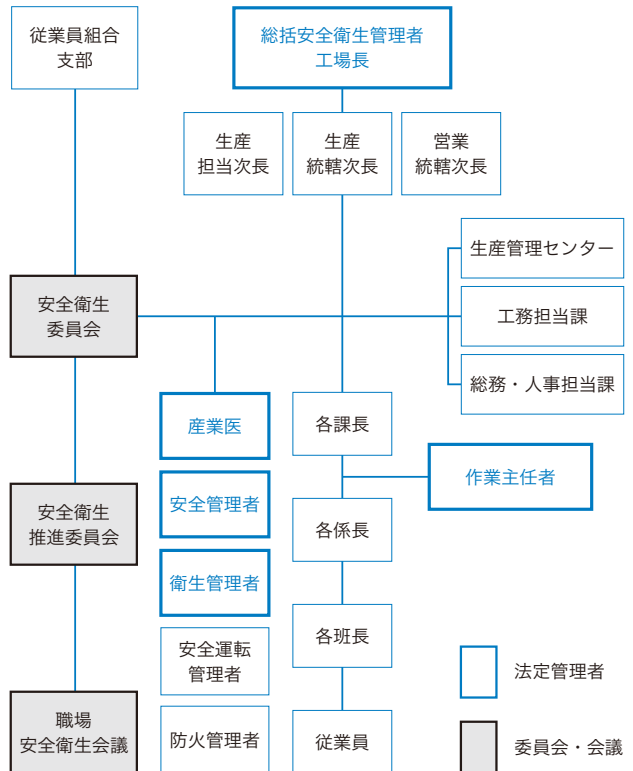 従業員組合
支部
総括安全衛生管理者
工場長
生産
担当次長
生産
統轄次長
営業
統轄次長
生産管理センター
安全衛生
委員会
工務担当課
総務・人事担当課
産業医
各課長
作業主任者
安全管理者
安全衛生
推進委員会
各係長
衛生管理者
安全運転
管理者
各班長
法定管理者
職場
安全衛生会議
防火管理者
従業員
委員会・会議